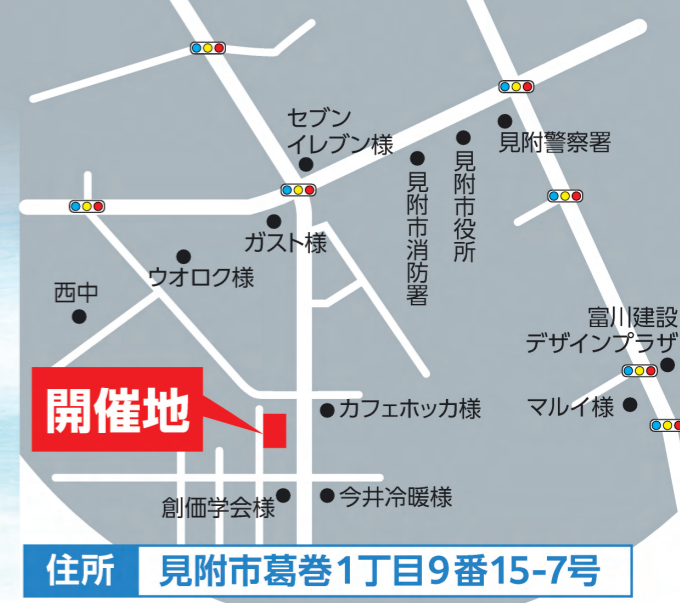 セブン
イレブン様
見附警察署
見附市役所
見附市消防署
ガスト様
ウオロク様
西中
富川建設
デザインプラザ
開催地
カフェホッカ様
マルイ様
創価学会様
今井冷暖様
住所 見附市葛巻1丁目9番15-7号